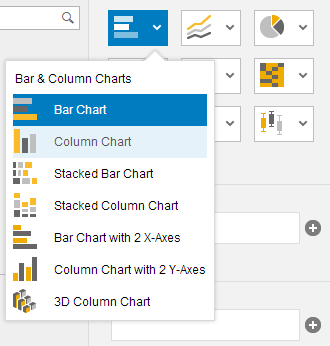 Bar & Column Charts
Bar Chart
Column Chart
Stacked Bar Chart
Stacked Column Chart
Bar Chart with 2 X-Axes
Column Chart with 2 Y-Axes
3D Column Chart